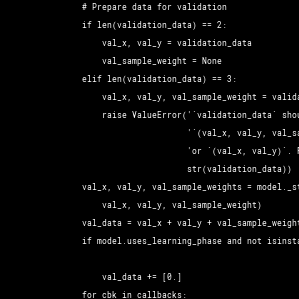 # Prepare data for validation
if len(validation_data) == 2:
val_x, val_y = validation_data
val_sample_weight = None
elif len(validation_data) == 3:
val_x, val_y, val_sample_weight = valida
raise ValueError('`validation_data` shou
'`(val_x, val_y, val_sa
'or `(val_x, val_y)`. F
str(validation_data))
val_x, val_y, val_sample_weights = model._st
val_x, val_y, val_sample_weight)
val_data = val_x + val_y + val_sample_weight
if model.uses_learning_phase and not isinsta
val_data += [0.]
for cbk in callbacks: